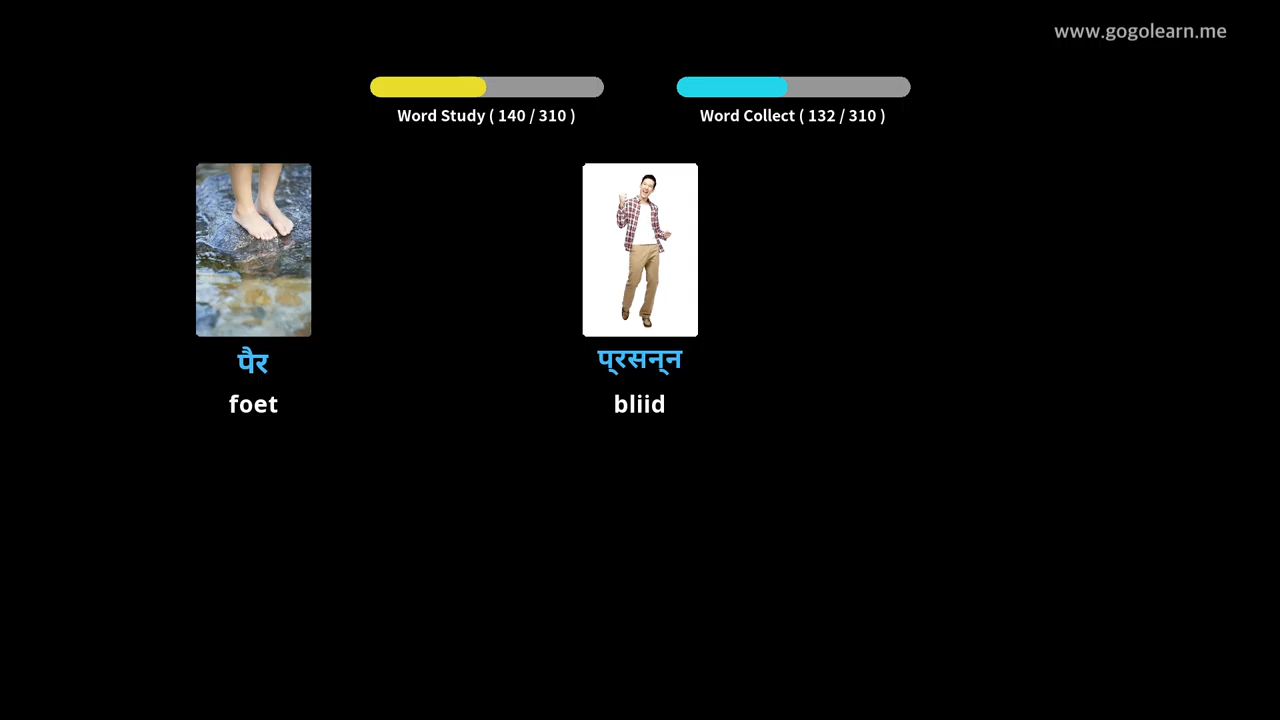 www.gogolearn.me
Word Study ( 140 / 310 )
Word Collect ( 132 / 310 )
पैर
प्रसन्न
foet
bliid